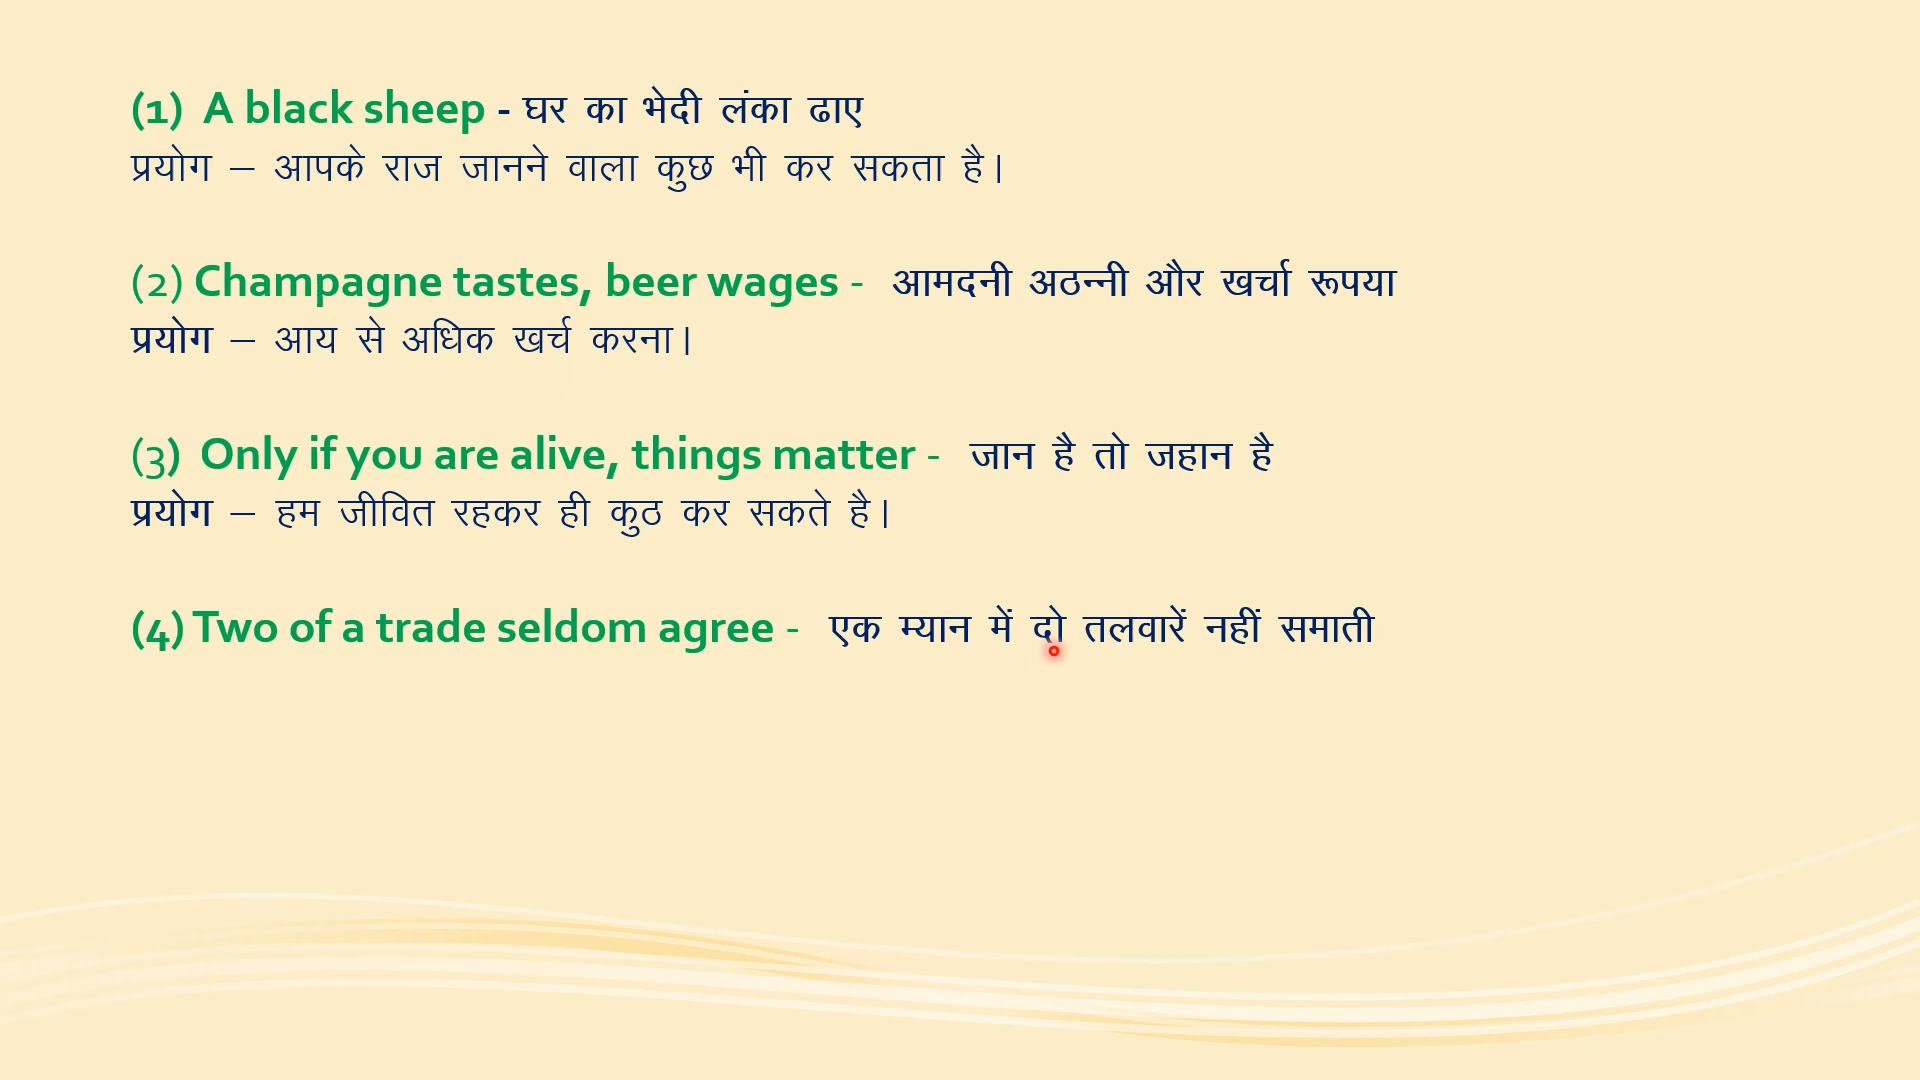 (1) A black sheep - घर का भेदी लंका ढाए
प्रयोग – आपके राज जानने वाला कुछ भी कर सकता है।
(2) Champagne tastes, beer wages - आमदनी अठन्नी और खर्चा रूपया
प्रयोग – आय से अधिक खर्च करना।
(3) Only if you are alive, things matter - जान है तो जहान है
प्रयोग – हम जीवित रहकर ही कुठ कर सकते है।
(4) Two of a trade seldom agree - एक म्यान में दो तलवारें नहीं समाती